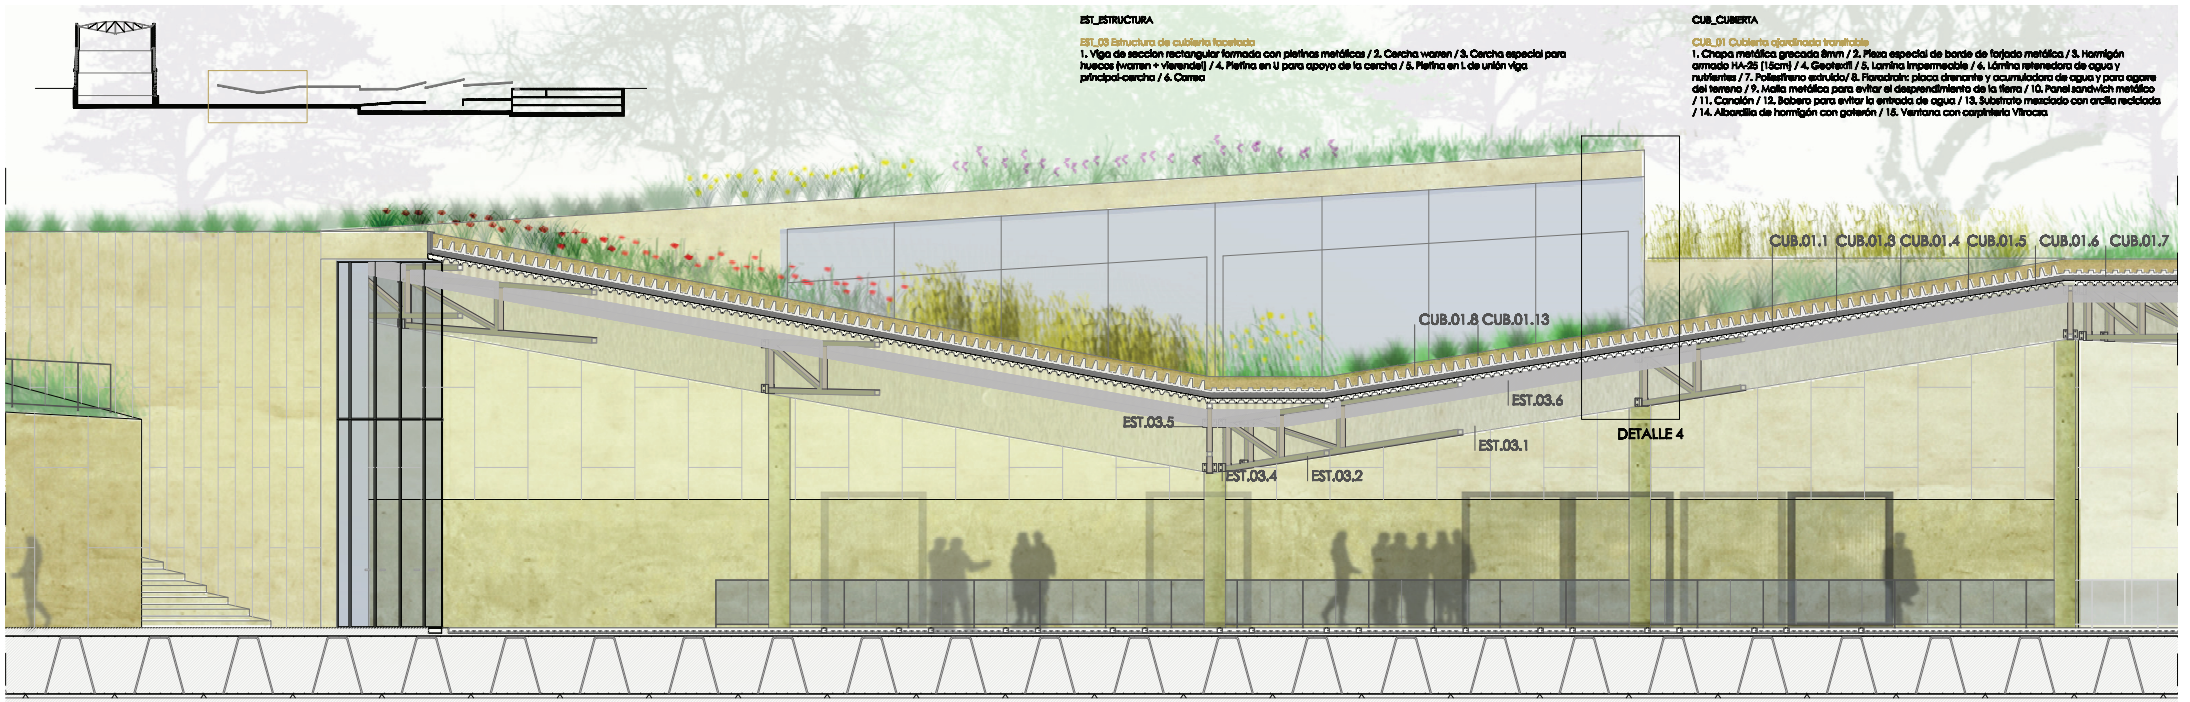 EST_ESTRUCTURA
EST_03 Estructura de cubierta facetada
1. Viga de seccion rectangular formada con pletinas metálicas / 2. Cercha warren / 3. Cercha especial para
huecos (warren + vierendel) / 4. Pletina en U para apoyo de la cercha / 5. Pletina en L de unión viga
principal-cercha / 6. Correa
CUB_CUBIERTA
CUB_01 Cubierta ajardinada transitable
1. Chapa metálica grecada 8mm / 2. Pieza especial de borde de forjado metálica / 3. Hormigón
armado HA-25 [15cm] / 4. Geotextil / 5. Lamina impermeable / 6. Lámina retenedora de agua y
nutrientes / 7. Poliestireno extruido/ 8. Floradrain: placa drenante y acumuladora de agua y para agarre
del terreno / 9. Malla metálica para evitar el desprendimiento de la tierra / 10. Panel sandwich metálico
/ 11. Canalón / 12. Babero para evitar la entrada de agua / 13. Substrato mezclado con arcilla reciclada
/ 14. Albardilla de hormigón con goterón / 15. Ventana con carpintería Vitrocsa
CUB.01.1 CUB.01.3 CUB.01.4 CUB.01.5 CUB.01.6 CUB.01.7
CUB.01.8 CUB.01.13
EST.03.6
EST.03.5
DETALLE 4
EST.03.1
EST.03.4 EST.03.2